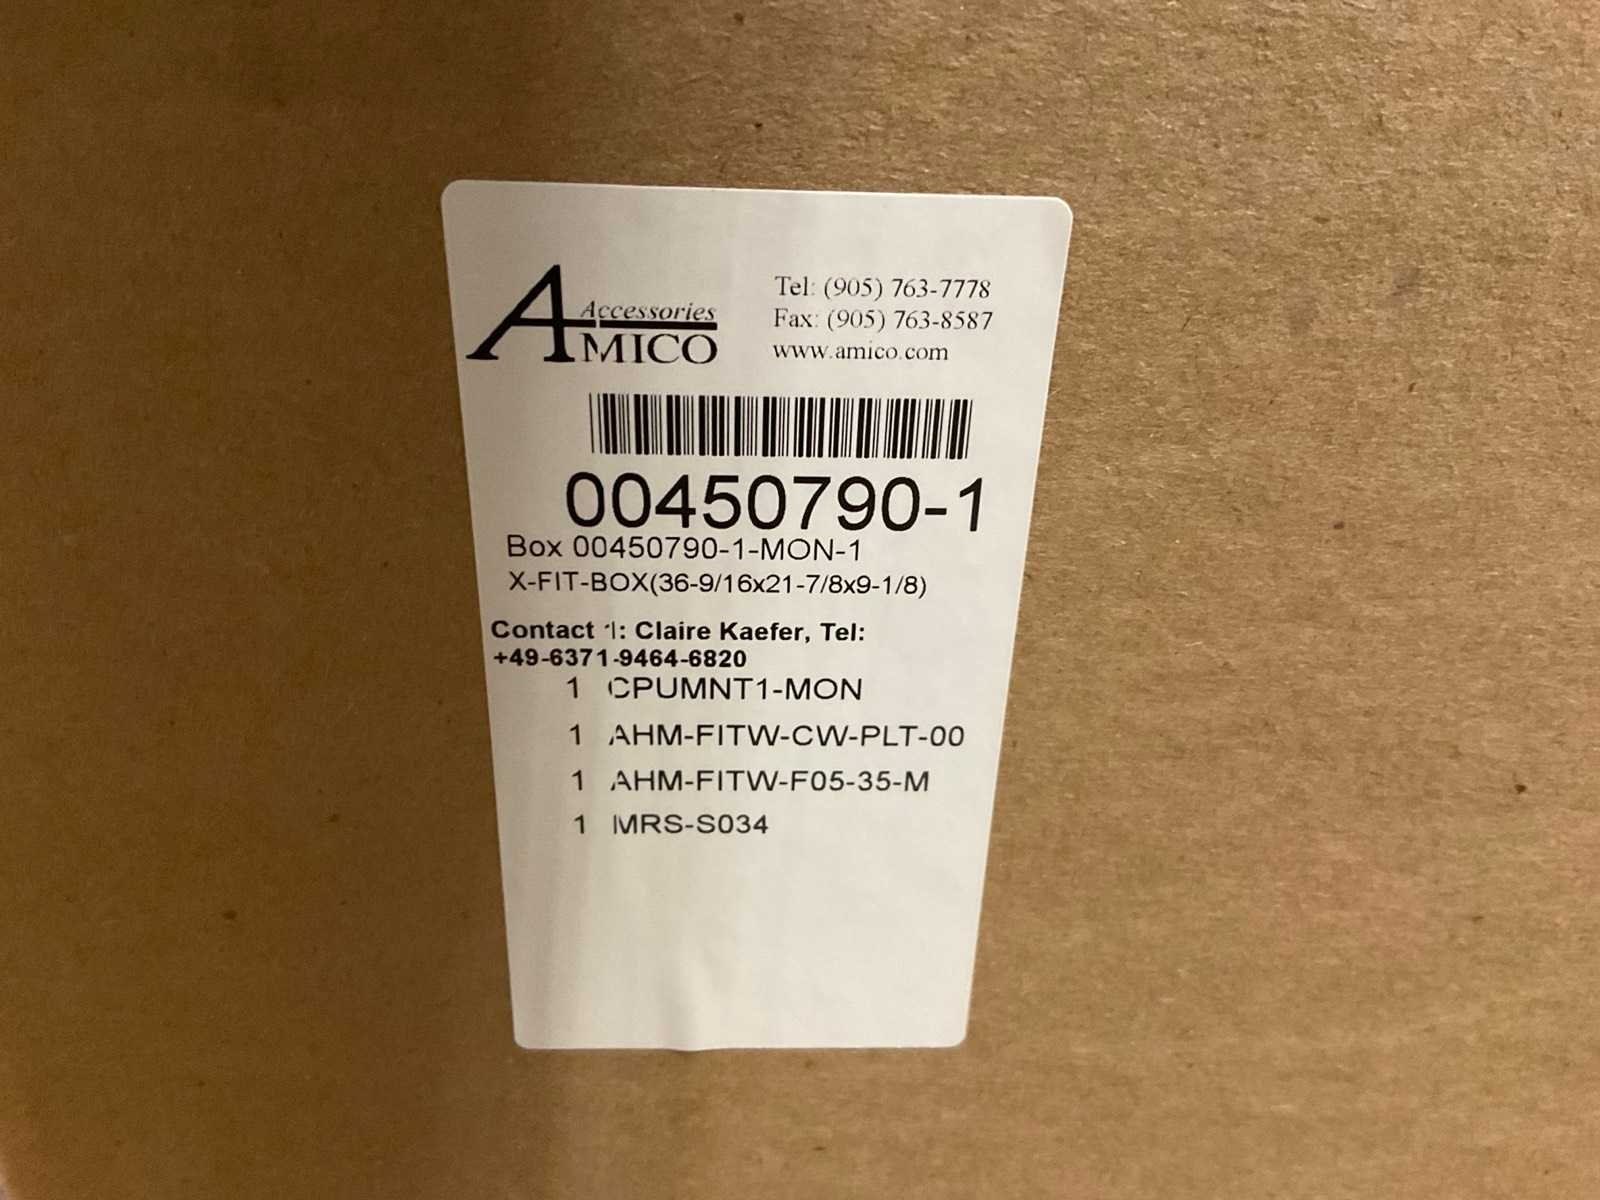 Accessories
AMICO
Tel: (905) 763-7778
Fax: (905) 763-8587
www.amico.com
00450790-1
Box 00450790-1-MON-1
X-FIT-BOX(36-9/16x21-7/8x9-1/8)
Contact 1: Claire Kaefer, Tel:
+49-6371-9464-6820
1 CPUMNT1-MON
1 AHM-FITW-CW-PLT-00
1 AHM-FITW-F05-35-M
1 MRS-S034